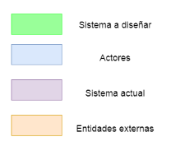 Sistema a diseñar
Actores
Sistema actual
Entidades externas